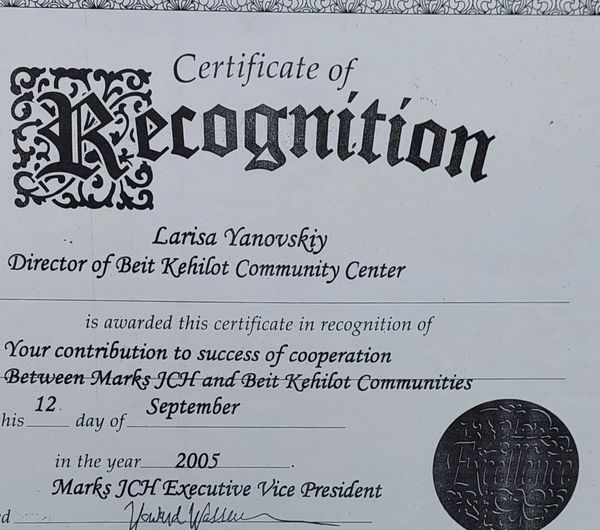 Certificate of
Recognition
Larisa Yanovskiy
Director of Beit Kehilot Community Center
is awarded this certificate in recognition of
Your contribution to success of cooperation
Between Marks JCH and Beit Kehilot Communities
his 12 day of September
in the year 2005.
Marks JCH Executive Vice President
d
Excellence